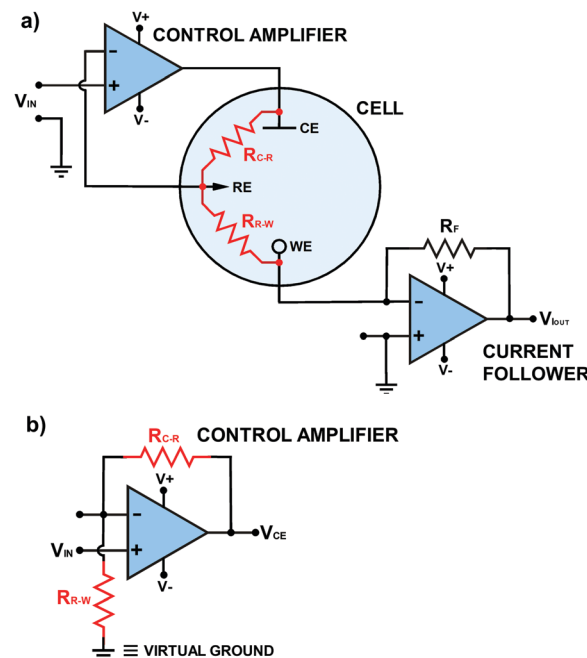 a)
CONTROL AMPLIFIER
V+
−
+
V-
VIN
CELL
CE
RC-R
RE
RR-W
WE
RF
V+
−
+
V-
VIOUT
CURRENT
FOLLOWER
b)
RC-R
CONTROL AMPLIFIER
V+
−
+
VIN
VCE
V-
RR-W
≡ VIRTUAL GROUND